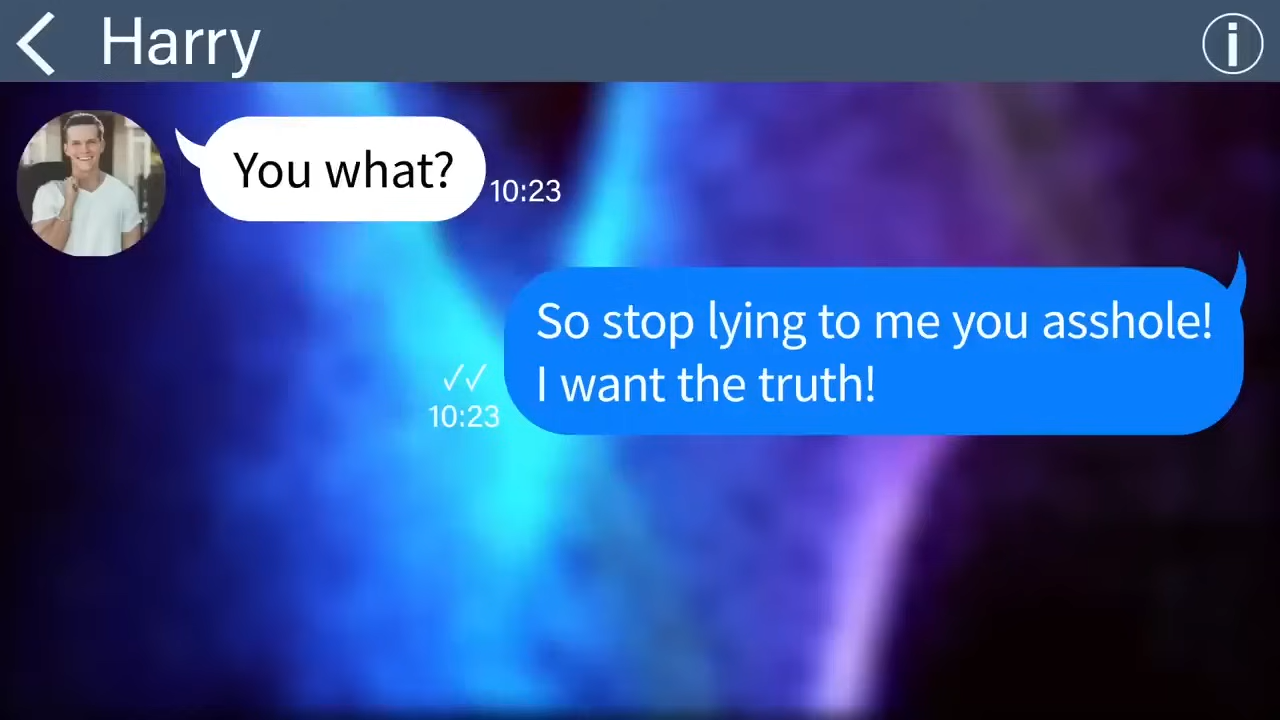 Harry
You what?
10:23
So stop lying to me you asshole!
I want the truth!
10:23